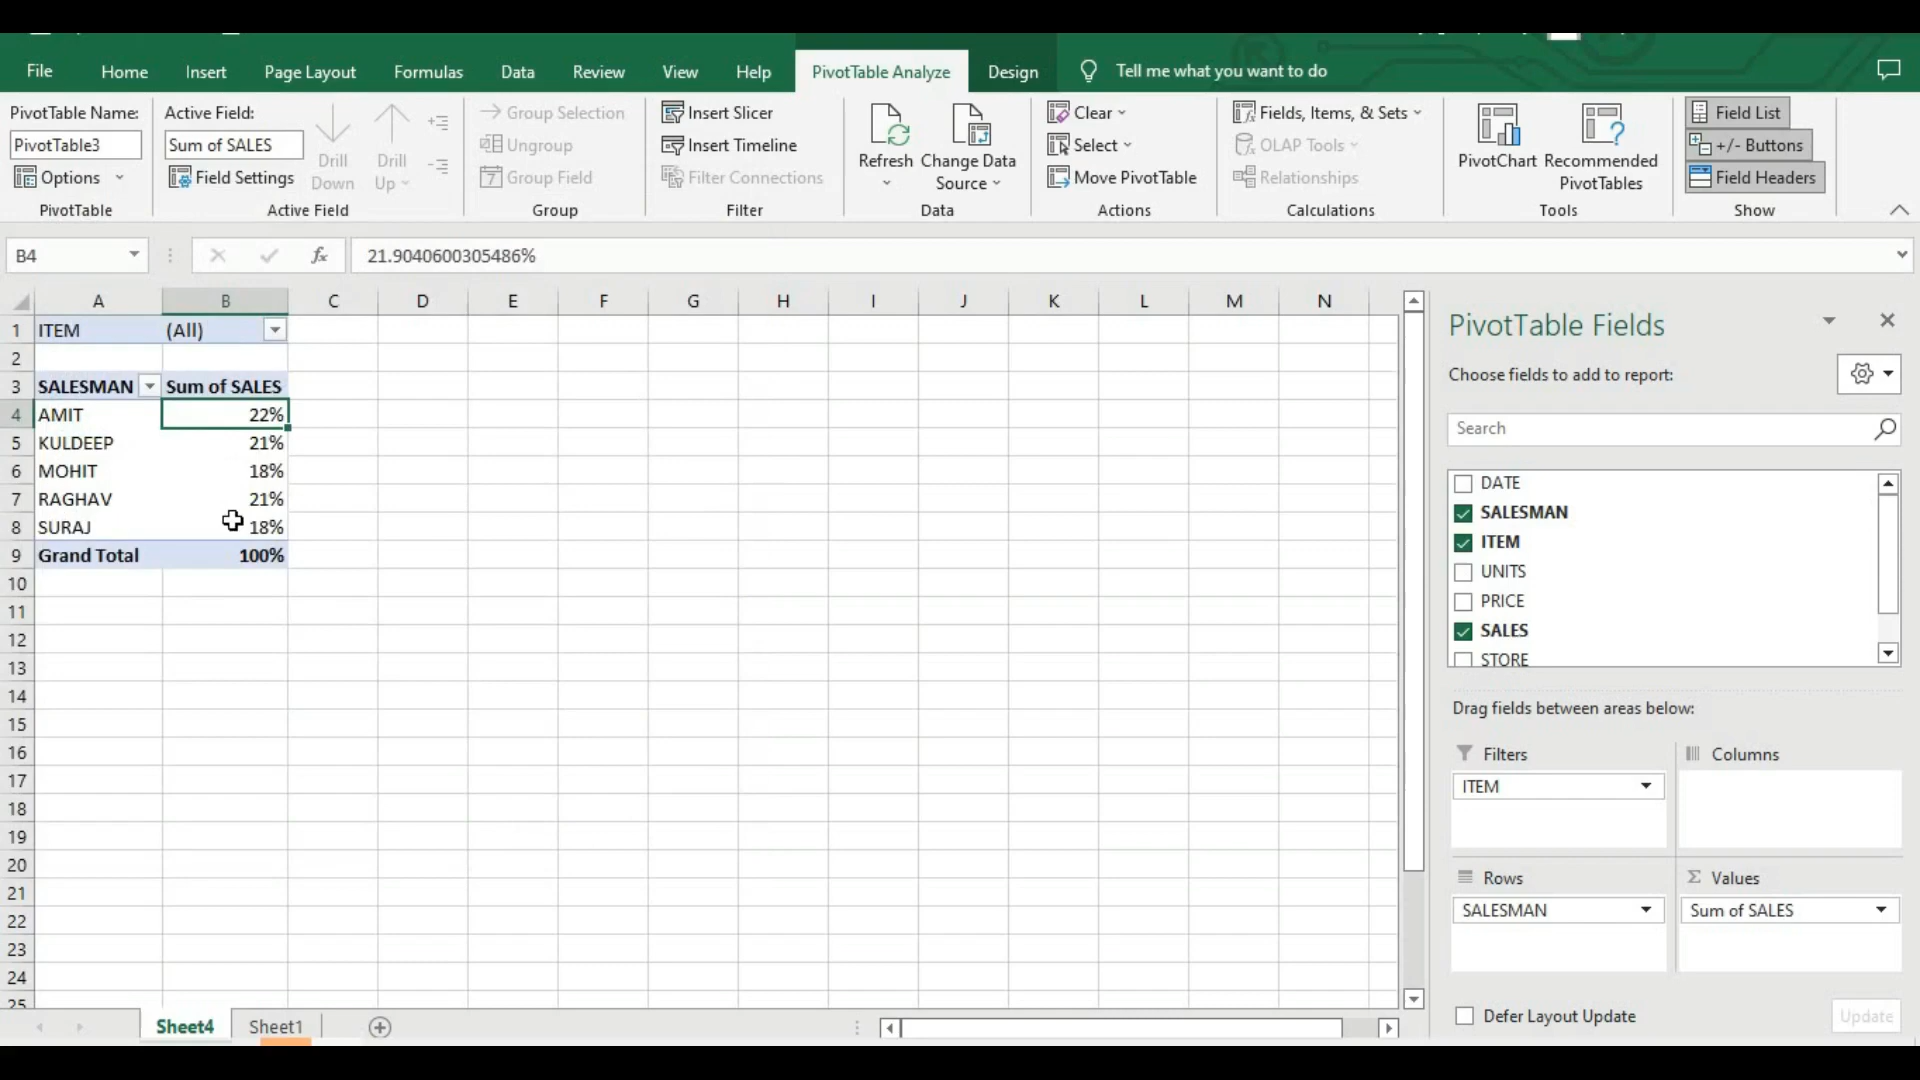 File Home Insert Page Layout Formulas Data Review View Help PivotTable Analyze Design Tell me what you want to do
PivotTable Name:
PivotTable3
Options
PivotTable
Active Field:
Sum of SALES
Field Settings
Drill Down
Drill Up
Active Field
Group Selection
Ungroup
7 Group Field
Group
Insert Slicer
Insert Timeline
Filter Connections
Filter
Refresh
Change Data Source
Data
Clear
Select
Move PivotTable
Actions
Fields, Items, & Sets
OLAP Tools
Relationships
Calculations
PivotChart
Recommended PivotTables
Tools
Field List
+/- Buttons
Field Headers
Show
B4 fx 21.9040600305486%
A B C D E F G H I J K L M N
1 ITEM (All)
2
3 SALESMAN Sum of SALES
4 AMIT 22%
5 KULDEEP 21%
6 MOHIT 18%
7 RAGHAV 21%
8 SURAJ 18%
9 Grand Total 100%
10
11
12
13
14
15
16
17
18
19
20
21
22
23
24
25
Sheet4 Sheet1
PivotTable Fields
Choose fields to add to report:
Search
DATE
SALESMAN
ITEM
UNITS
PRICE
SALES
STORE
Drag fields between areas below:
Filters
ITEM
Columns
Rows
SALESMAN
Σ Values
Sum of SALES
Defer Layout Update Update